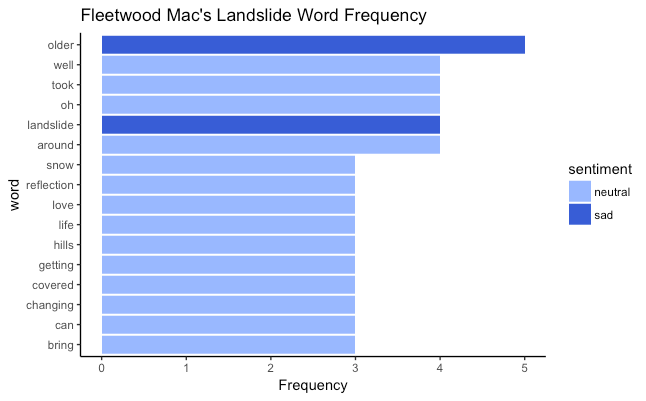 Fleetwood Mac's Landslide Word Frequency
older
well
took
oh
landslide
around
snow
reflection
love
life
hills
getting
covered
changing
can
bring
word
0 1 2 3 4 5
Frequency
sentiment
neutral
sad